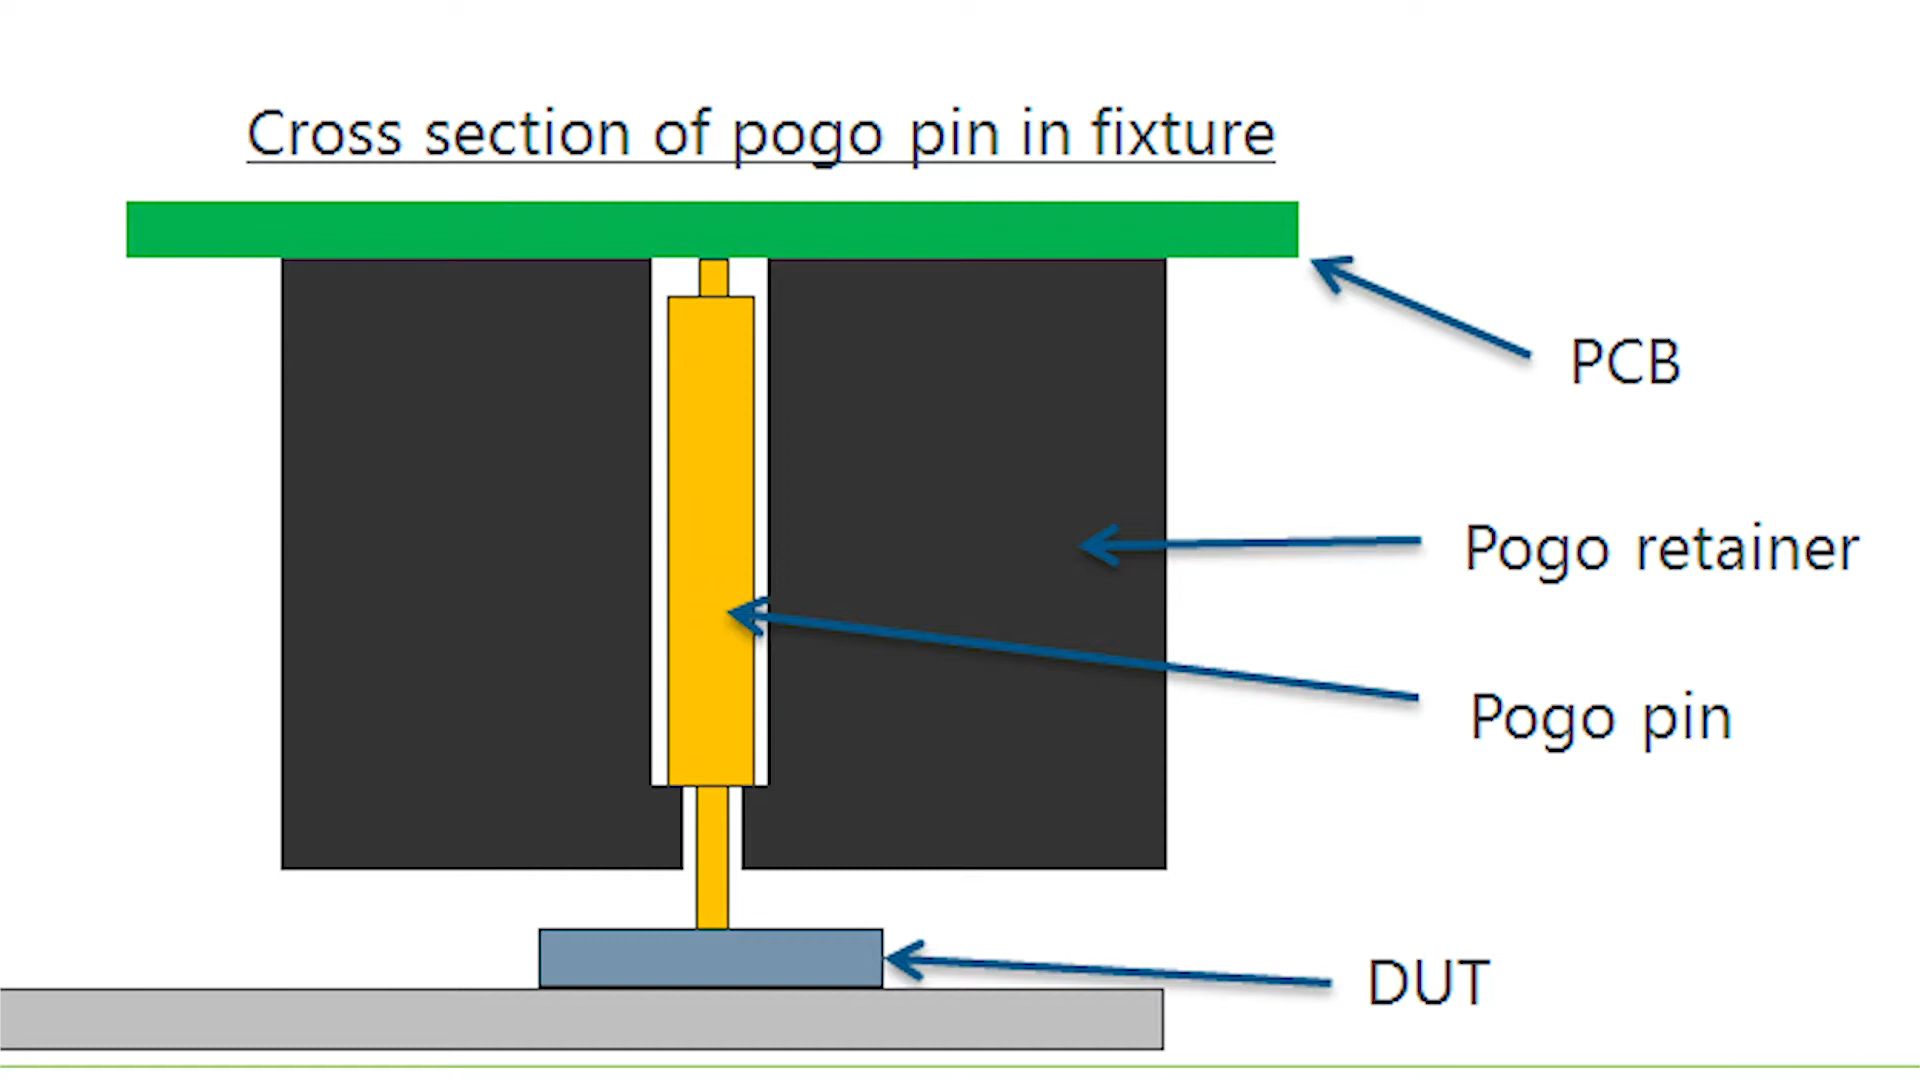 Cross section of pogo pin in fixture
PCB
Pogo retainer
Pogo pin
DUT